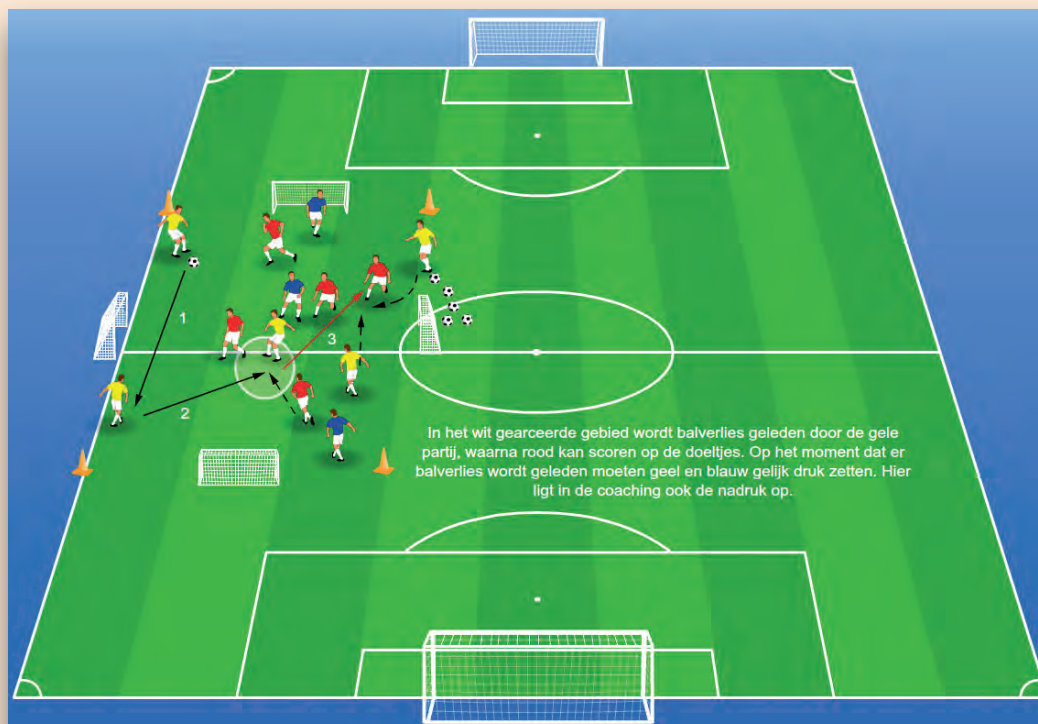 1
3
2
In het wit gearceerde gebied wordt balverlies geleden door de gele
partij, waarna rood kan scoren op de doeltjes. Op het moment dat er
balverlies wordt geleden moeten geel en blauw gelijk druk zetten. Hier
ligt in de coaching ook de nadruk op.